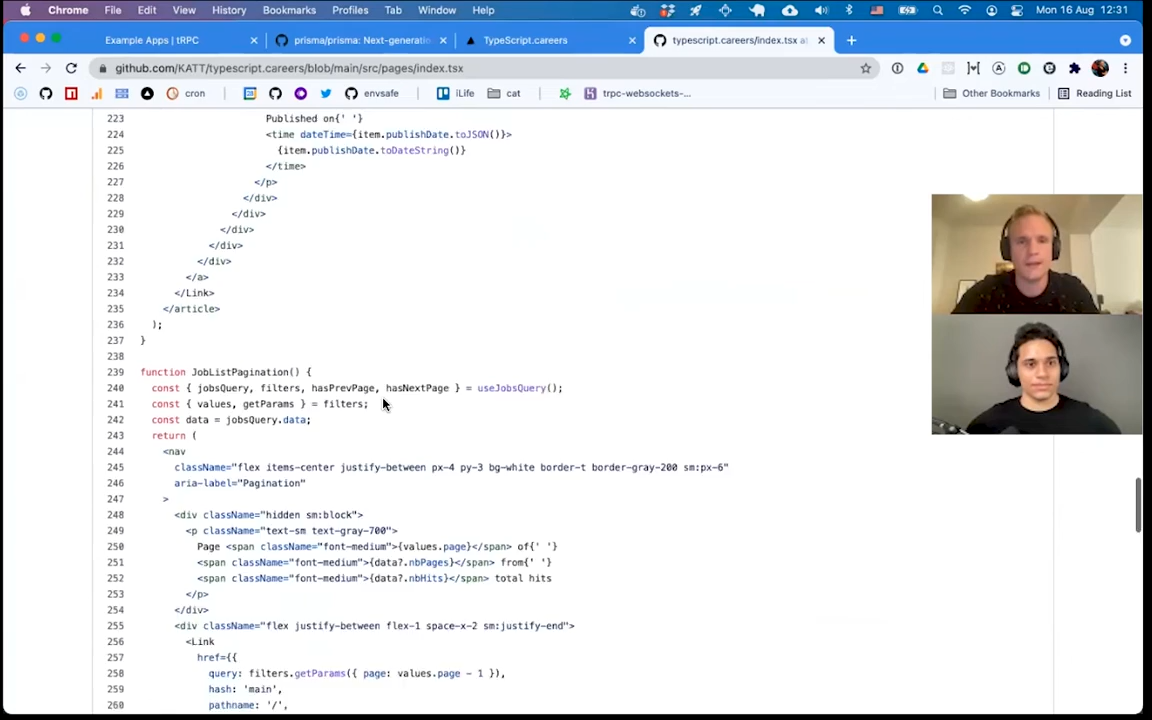 Chrome File Edit View History Bookmarks Profiles Tab Window Help Mon 16 Aug 12:31
Example Apps | tRPC
prisma/prisma: Next-generatio
TypeScript.careers
typescript.careers/index.tsx a
github.com/KATT/typescript.careers/blob/main/src/pages/index.tsx
cron envsafe iLife cat trpc-websockets-... Other Bookmarks Reading List
223 Published on{' '}
224 <time dateTime={item.publishDate.toJSON()}>
225 {item.publishDate.toDateString()}
226 </time>
227 </p>
228 </div>
229 </div>
230 </div>
231 </div>
232 </div>
233 </a>
234 </Link>
235 </article>
236 );
237 }
238
239 function JobListPagination() {
240 const { jobsQuery, filters, hasPrevPage, hasNextPage } = useJobsQuery();
241 const { values, getParams } = filters;
242 const data = jobsQuery.data;
243 return (
244 <nav
245 className="flex items-center justify-between px-4 py-3 bg-white border-t border-gray-200 sm:px-6"
246 aria-label="Pagination"
247 >
248 <div className="hidden sm:block">
249 <p className="text-sm text-gray-700">
250 Page <span className="font-medium">{values.page}</span> of{' '}
251 <span className="font-medium">{data?.nbPages}</span> from{' '}
252 <span className="font-medium">{data?.nbHits}</span> total hits
253 </p>
254 </div>
255 <div className="flex justify-between flex-1 space-x-2 sm:justify-end">
256 <Link
257 href={{
258 query: filters.getParams({ page: values.page - 1 }),
259 hash: 'main',
260 pathname: '/',